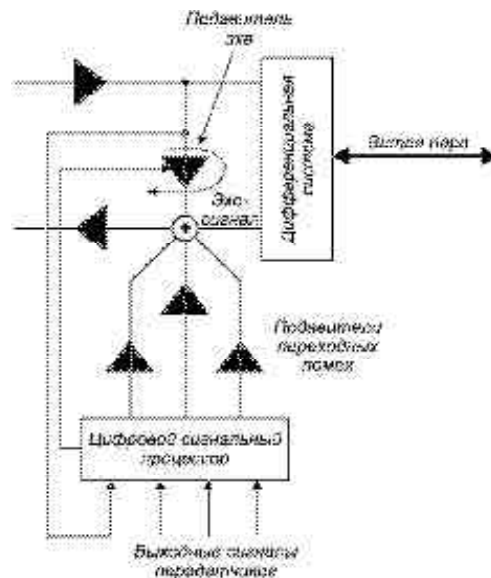 Подавитель
эха
Дифференциальная
система
Витая пара
Эхо-
сигнал
Подавители
переходных
помех
Цифровой сигнальный
процессор
Выходные сигналы
передатчиков